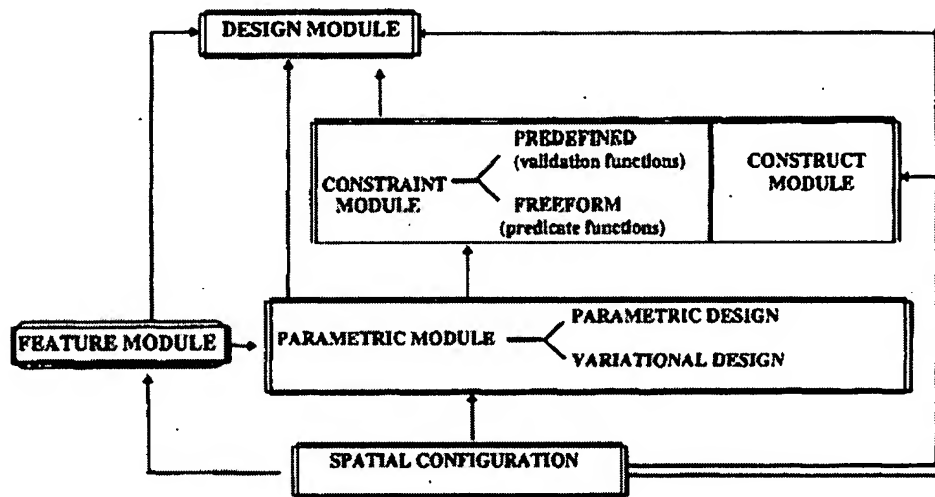 DESIGN MODULE
PREDEFINED
(validation functions)
CONSTRAINT
MODULE
FREEFORM
(predicate functions)
CONSTRUCT
MODULE
FEATURE MODULE
PARAMETRIC MODULE
PARAMETRIC DESIGN
VARIATIONAL DESIGN
SPATIAL CONFIGURATION